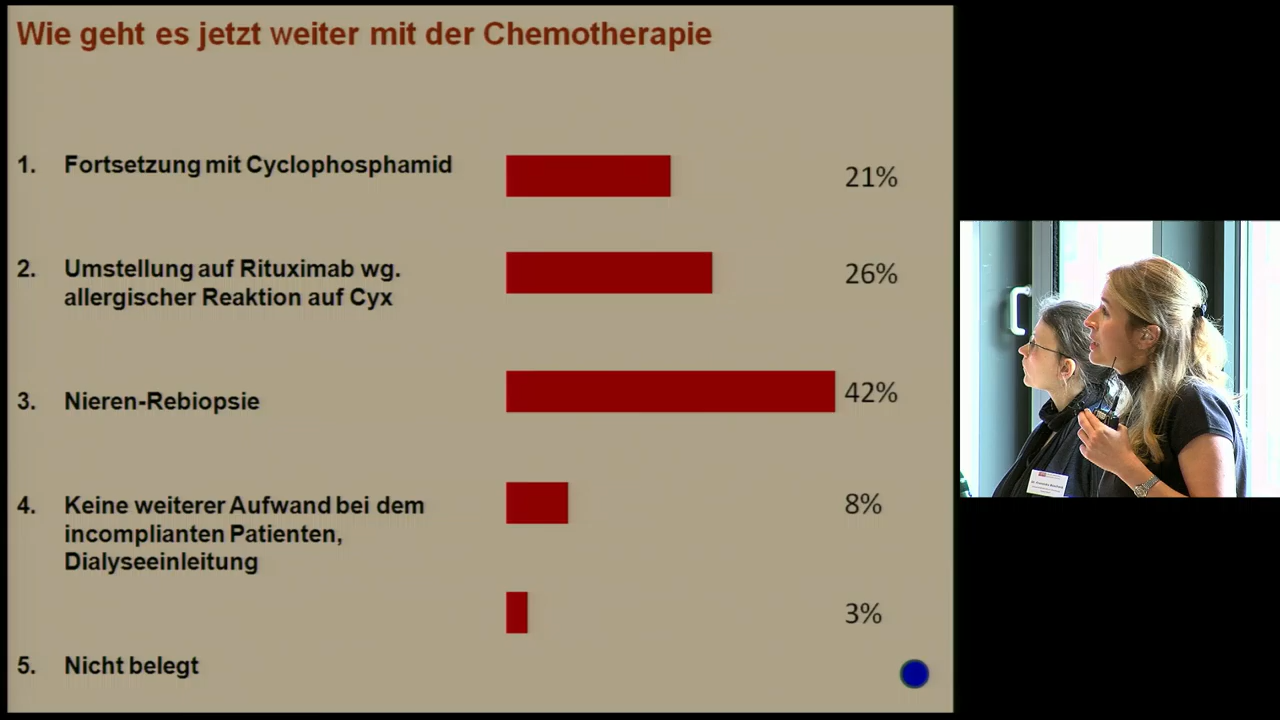 Wie geht es jetzt weiter mit der Chemotherapie
1. Fortsetzung mit Cyclophosphamid
21%
2. Umstellung auf Rituximab wg.
allergischer Reaktion auf Cyx
26%
3. Nieren-Rebiopsie
42%
4. Keine weiterer Aufwand bei dem
incomplianten Patienten,
Dialyseeinleitung
8%
3%
5. Nicht belegt